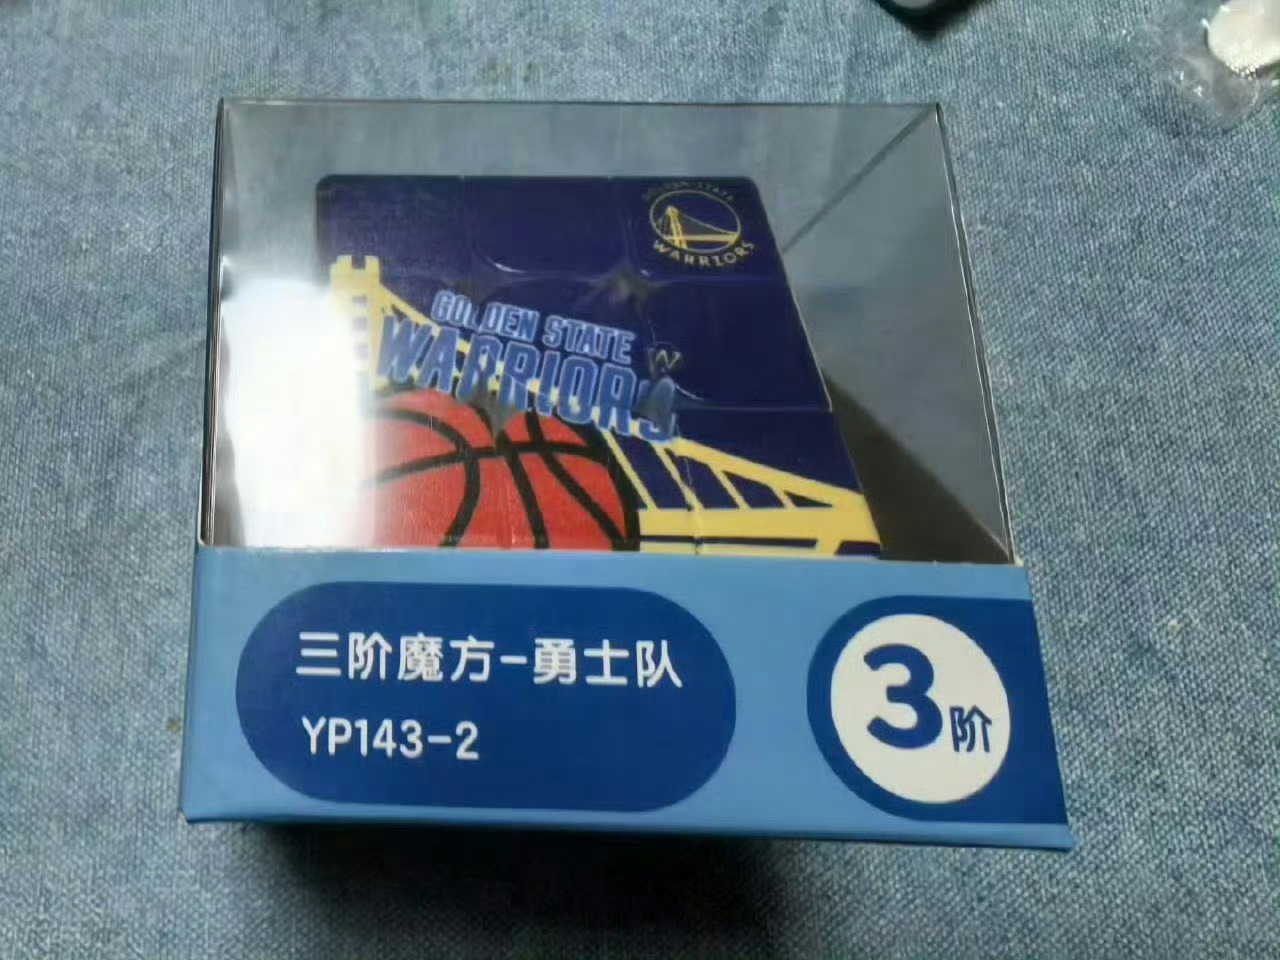 GOLDEN STATE
WARRIORS
GOLDEN STATE
WARRIORS
W
三阶魔方-勇士队
YP143-2
3阶